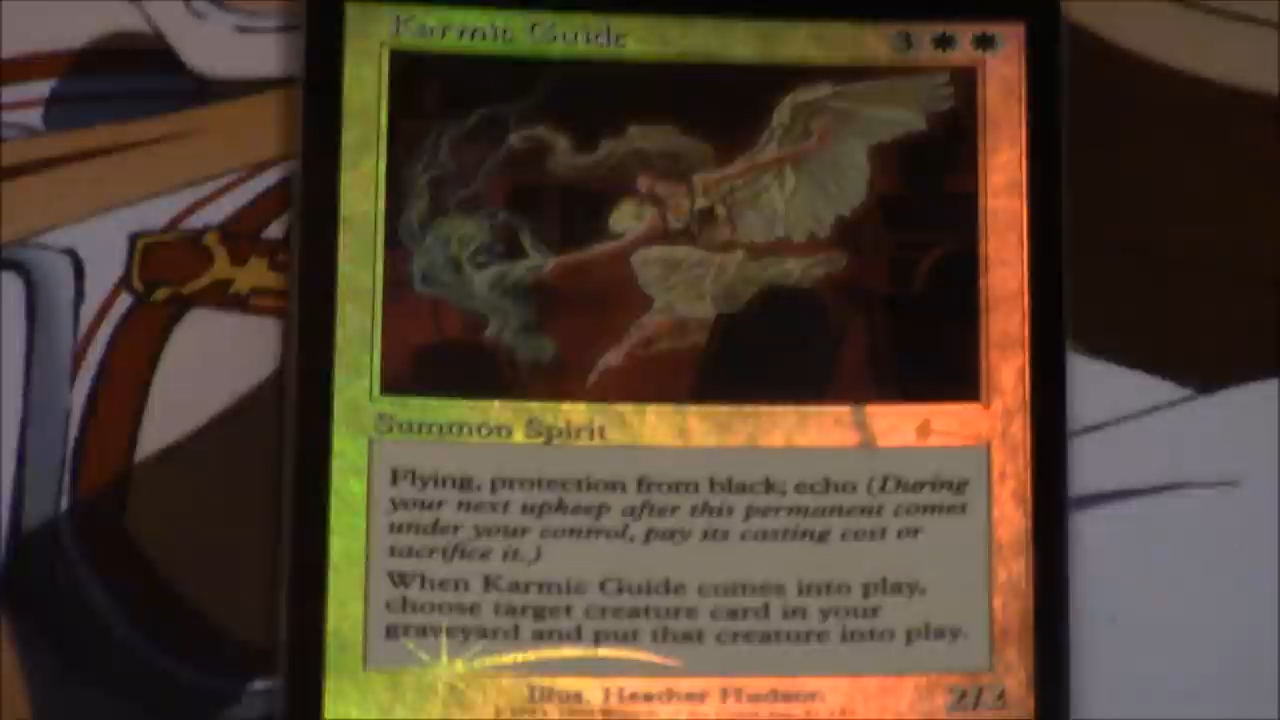 Karmic Guide 3
Summon Spirit
Flying, protection from black; echo (During
your next upkeep after this permanent comes
under your control, pay its casting cost or
sacrifice it.)
When Karmic Guide comes into play,
choose target creature card in your
graveyard and put that creature into play.
Illus. Heather Hudson
2/2